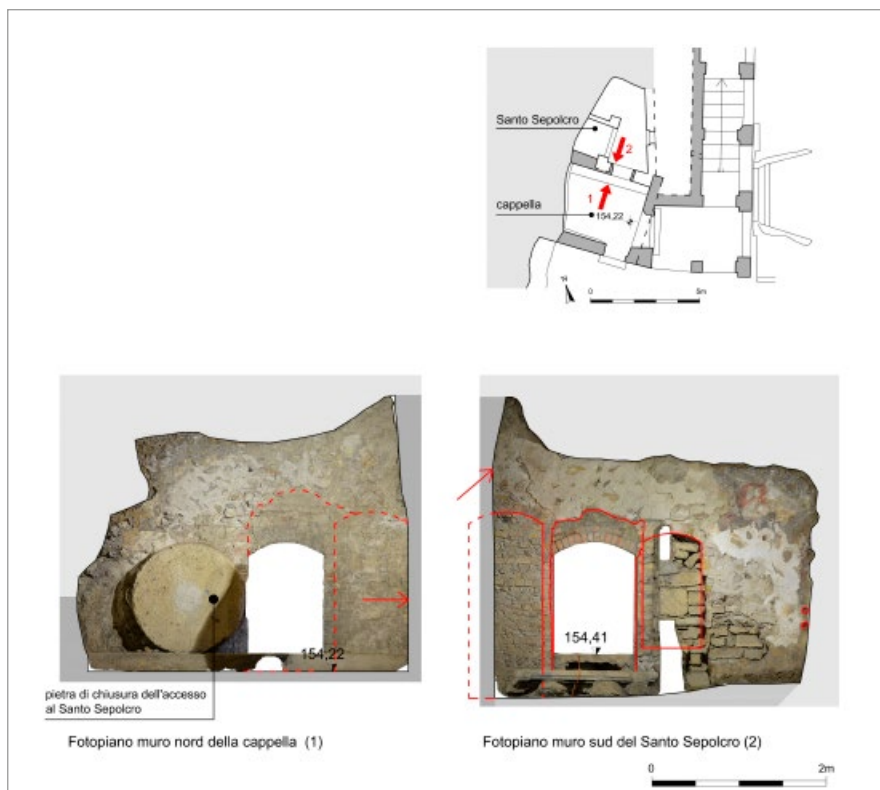 Santo Sepolcro
2
cappella
1
154,22
N
0
5m
154,22
154,41
pietra di chiusura dell'accesso
al Santo Sepolcro
Fotopiano muro nord della cappella (1)
Fotopiano muro sud del Santo Sepolcro (2)
0
2m